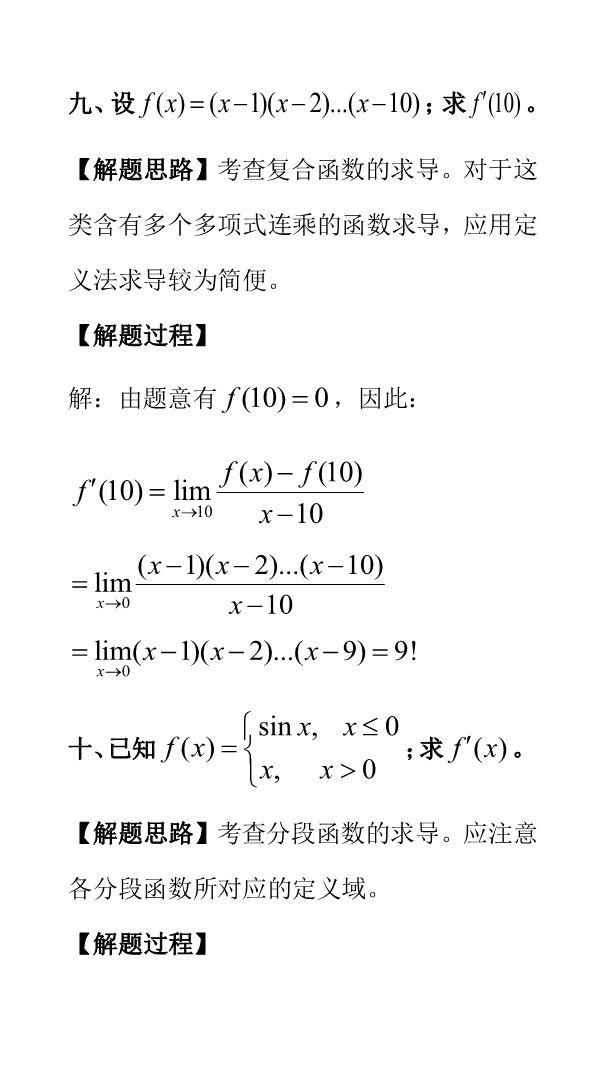 九、设 f(x)=(x−1)(x−2)...(x−10)；求 f′(10)。
【解题思路】考查复合函数的求导。对于这
类含有多个多项式连乘的函数求导，应用定
义法求导较为简便。
【解题过程】
解：由题意有 f(10)=0，因此：
f′(10)=lim_{x→10} \frac{f(x)−f(10)}{x−10}
=lim_{x→0} \frac{(x−1)(x−2)...(x−10)}{x−10}
=lim_{x→0}(x−1)(x−2)...(x−9)=9!
十、已知 f(x)=\begin{cases} sin x, & x≤0 \\ x, & x>0 \end{cases}；求 f′(x)。
【解题思路】考查分段函数的求导。应注意
各分段函数所对应的定义域。
【解题过程】